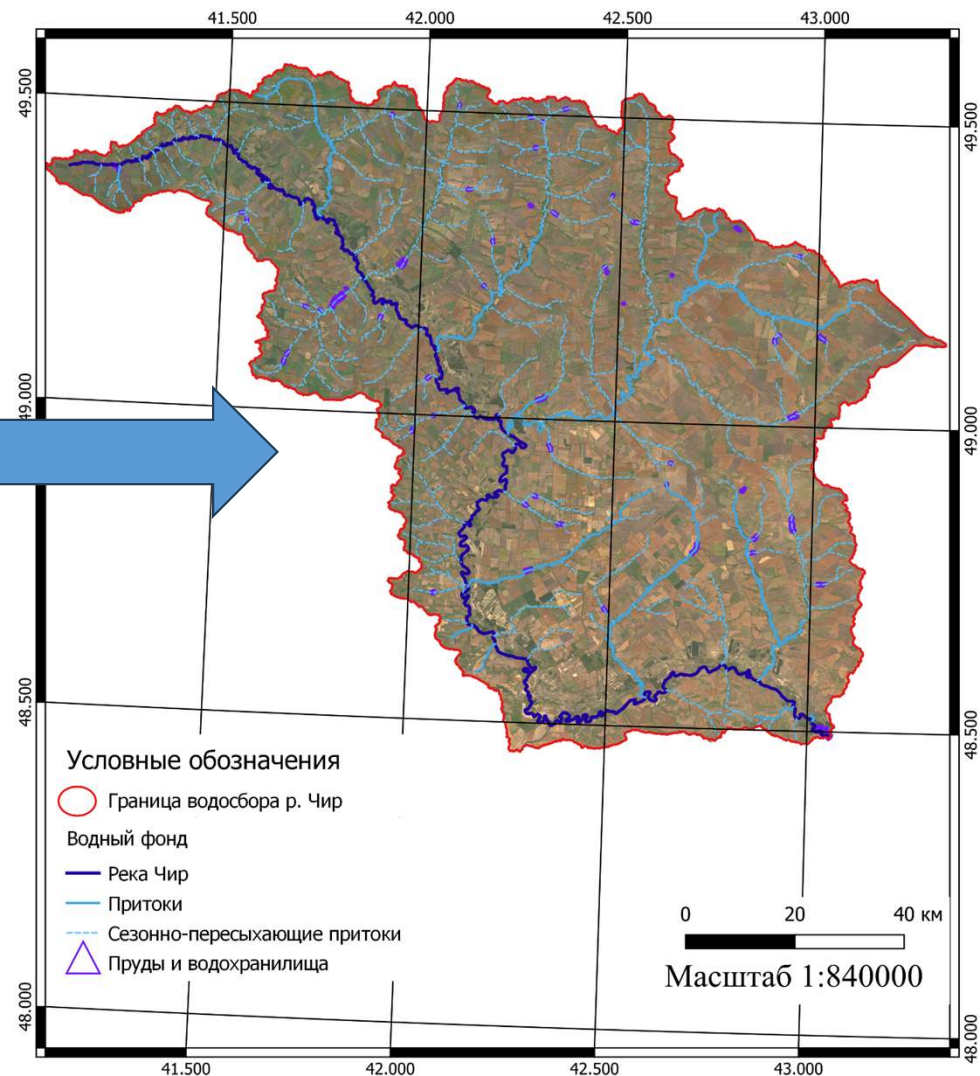 41.500 42.000 42.500 43.000
49.500 49.500
49.000 49.000
48.500 48.500
Условные обозначения
Граница водосбора р. Чир
Водный фонд
Река Чир
Притоки
Сезонно-пересыхающие притоки
Пруды и водохранилища
0 20 40 км
Масштаб 1:840000
48.000 48.000
41.500 42.000 42.500 43.000